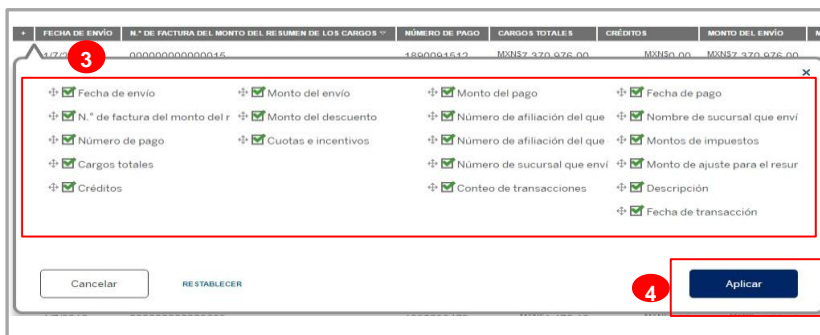 + FECHA DE ENVÍO N.° DE FACTURA DEL MONTO DEL RESUMEN DE LOS CARGOS NÚMERO DE PAGO CARGOS TOTALES CRÉDITOS MONTO DEL ENVÍO M
1/7/2 000000000000015 1890091512 MXN$7,370,976.00 MXN$0.00 MXN$7,370,976.00
3
×
Fecha de envío Monto del envío Monto del pago Fecha de pago
N.° de factura del monto del r Monto del descuento Número de afiliación del que Nombre de sucursal que enví
Número de pago Cuotas e incentivos Número de afiliación del que Montos de impuestos
Cargos totales Número de sucursal que enví Monto de ajuste para el resur
Créditos Conteo de transacciones Descripción
Fecha de transacción
Cancelar RESTABLECER 4 Aplicar